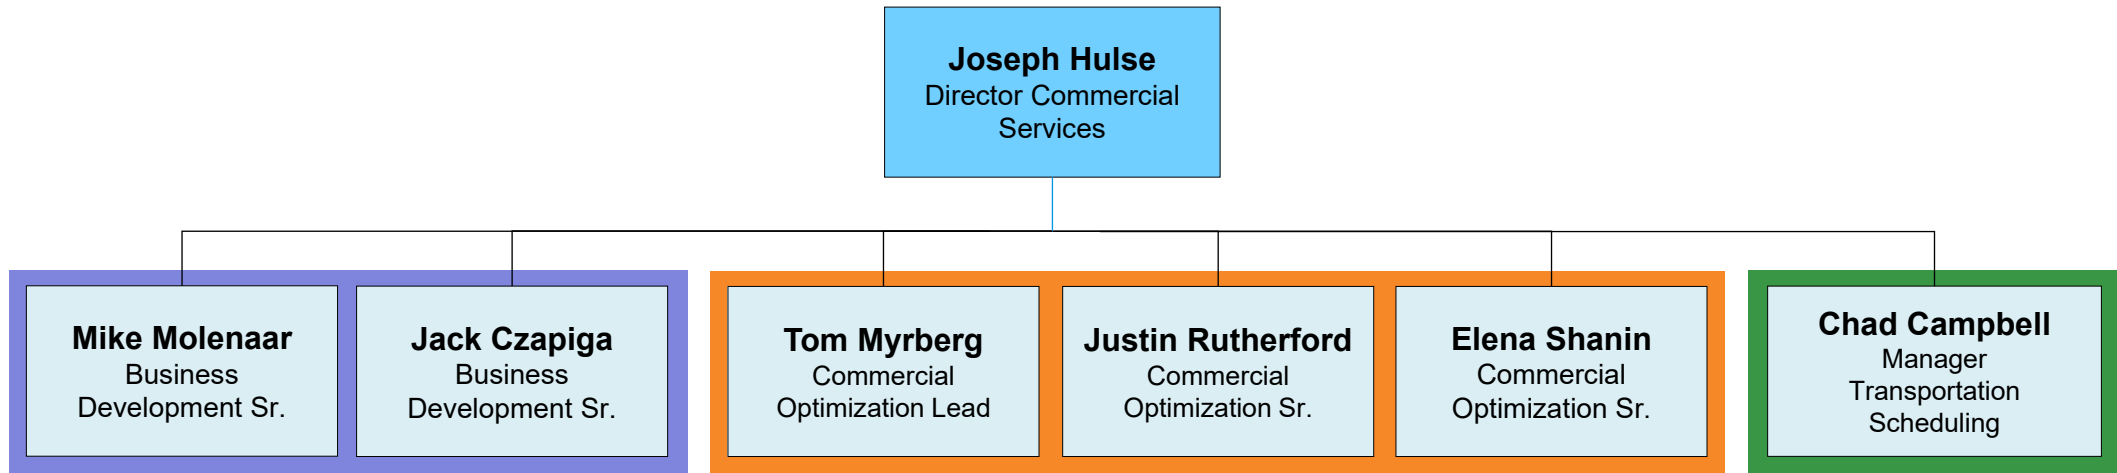 Joseph Hulse
Director Commercial
Services
Mike Molenaar
Business
Development Sr.
Jack Czapiga
Business
Development Sr.
Tom Myrberg
Commercial
Optimization Lead
Justin Rutherford
Commercial
Optimization Sr.
Elena Shanin
Commercial
Optimization Sr.
Chad Campbell
Manager
Transportation
Scheduling